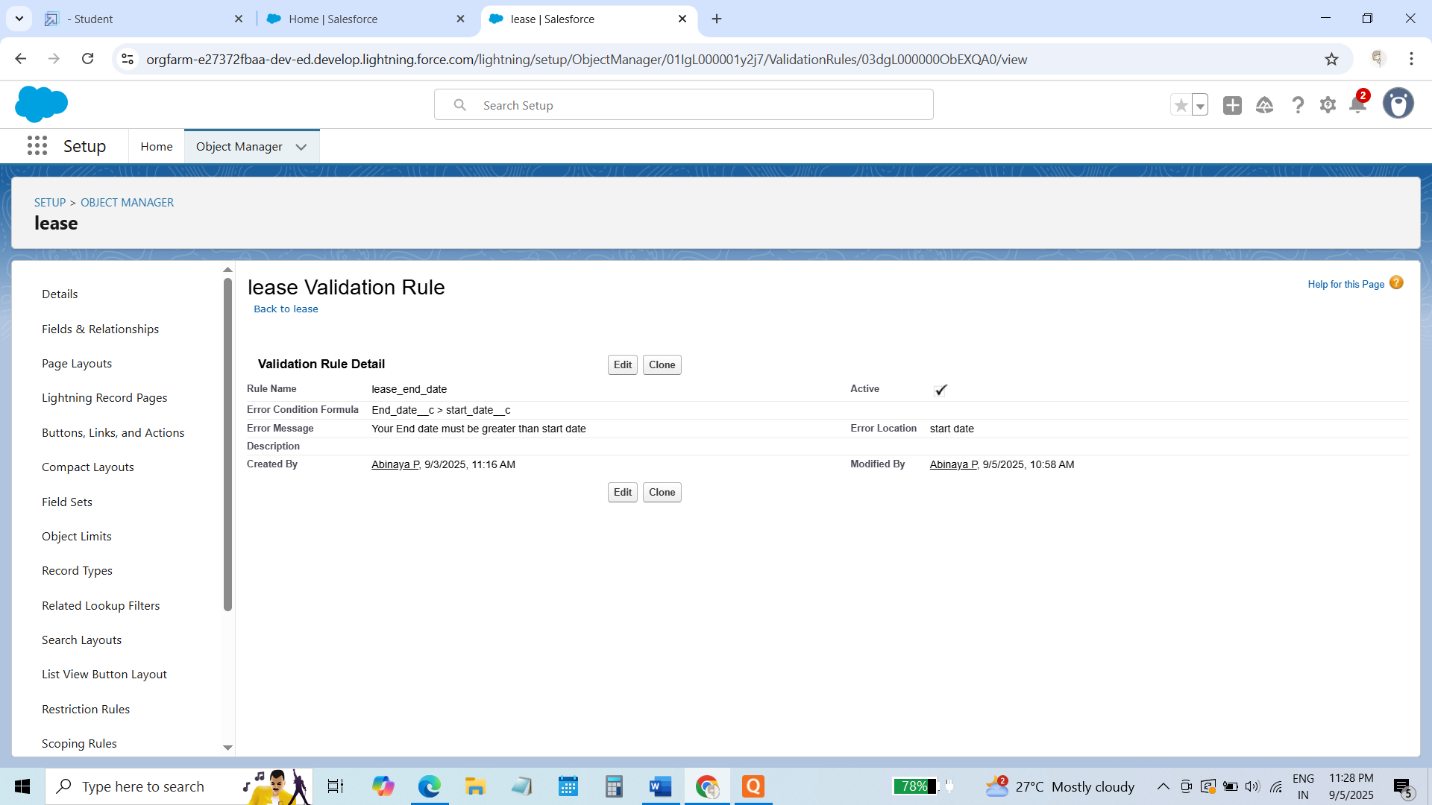 - Student
Home | Salesforce
lease | Salesforce
orgfarm-e27372fbaa-dev-ed.develop.lightning.force.com/lightning/setup/ObjectManager/01IgL000001y2j7/ValidationRules/03dgL000000ObEXQA0/view
Search Setup
2
Setup
Home
Object Manager
SETUP > OBJECT MANAGER
lease
Details
Fields & Relationships
Page Layouts
Lightning Record Pages
Buttons, Links, and Actions
Compact Layouts
Field Sets
Object Limits
Record Types
Related Lookup Filters
Search Layouts
List View Button Layout
Restriction Rules
Scoping Rules
lease Validation Rule
Help for this Page ?
Back to lease
Validation Rule Detail Edit Clone
Rule Name lease_end_date Active
Error Condition Formula End_date__c > start_date__c
Error Message Your End date must be greater than start date Error Location start date
Description
Created By Abinaya P, 9/3/2025, 11:16 AM Modified By Abinaya P, 9/5/2025, 10:58 AM
Edit Clone
Type here to search
78%
2
27°C Mostly cloudy
ENG
IN
11:28 PM
9/5/2025
5